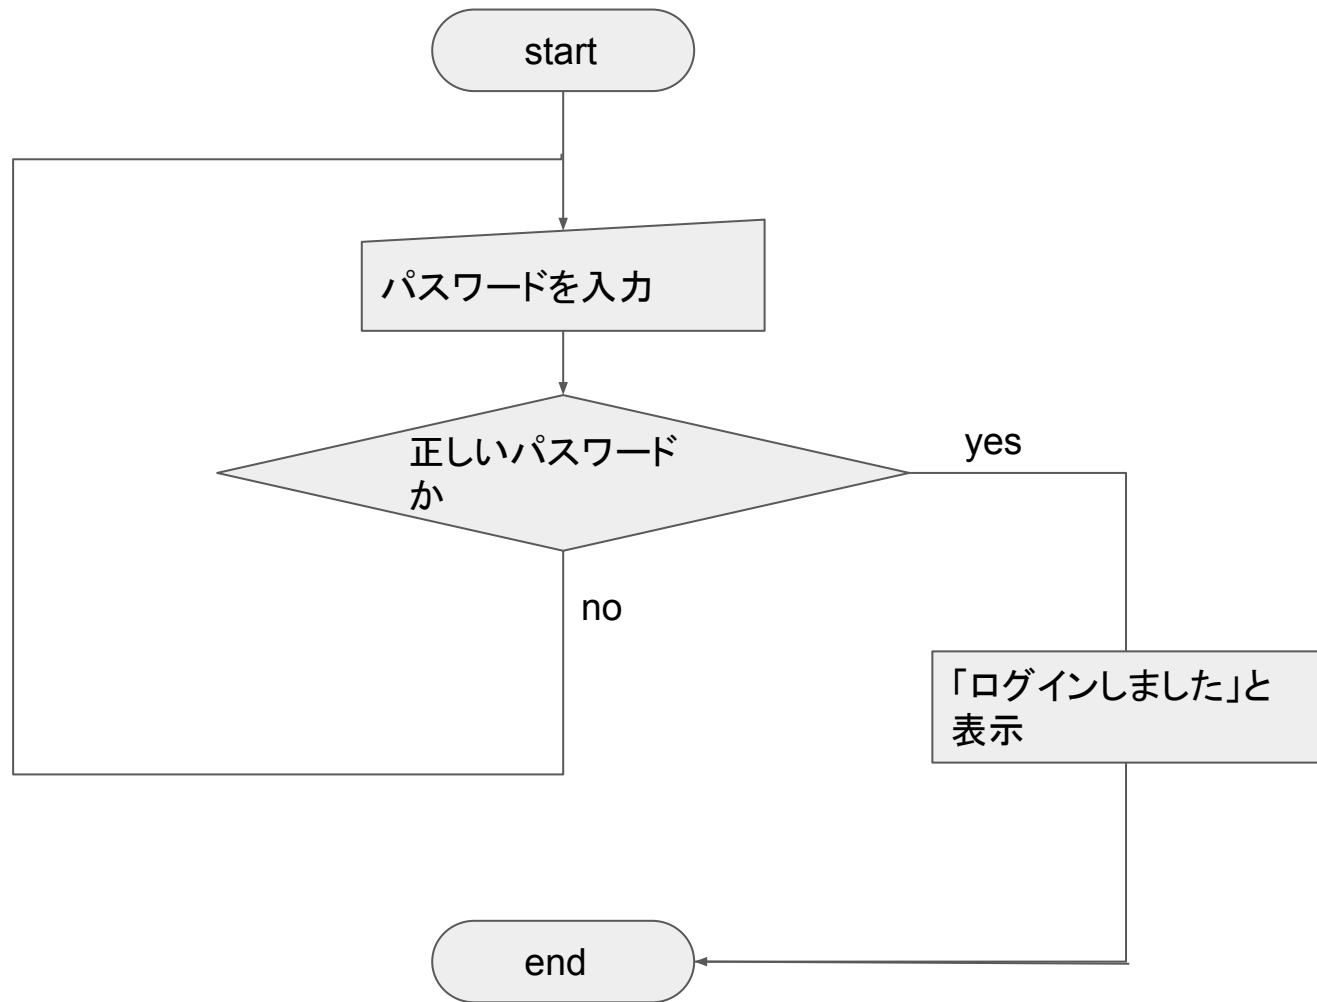 start
パスワードを入力
正しいパスワード
か
yes
no
「ログインしました」と
表示
end